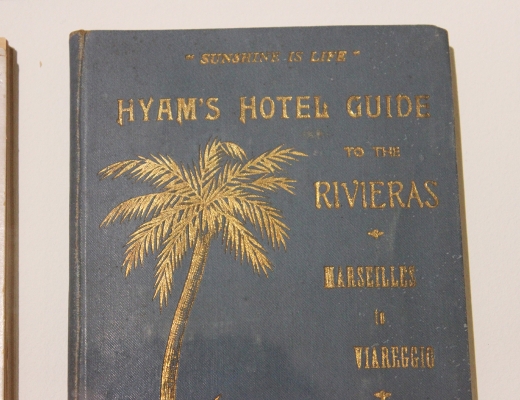 "SUNSHINE IS LIFE"
HYAM'S HOTEL GUIDE
TO THE
RIVIERAS
MARSEILLES
to
VIAREGGIO